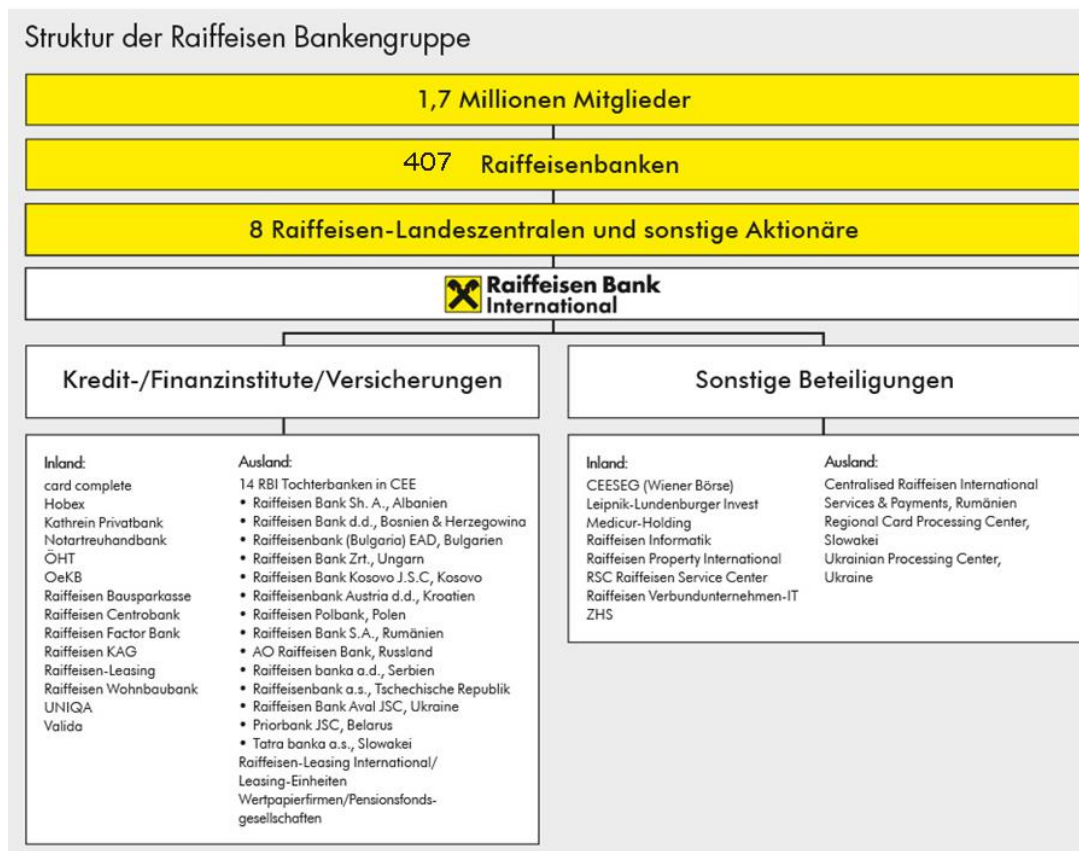 Struktur der Raiffeisen Bankengruppe
1,7 Millionen Mitglieder
407 Raiffeisenbanken
8 Raiffeisen-Landeszentralen und sonstige Aktionäre
Raiffeisen Bank
International
Kredit-/Finanzinstitute/Versicherungen
Inland:
card complete
Hobex
Kathrein Privatbank
Notartreuhandbank
ÖHT
OeKB
Raiffeisen Bausparkasse
Raiffeisen Centrobank
Raiffeisen Factor Bank
Raiffeisen KAG
Raiffeisen-Leasing
Raiffeisen Wohnbaubank
UNIQA
Valida
Ausland:
14 RBI Tochterbanken in CEE
• Raiffeisen Bank Sh. A., Albanien
• Raiffeisen Bank d.d., Bosnien & Herzegowina
• Raiffeisenbank (Bulgaria) EAD, Bulgarien
• Raiffeisen Bank Zrt., Ungarn
• Raiffeisen Bank Kosovo J.S.C, Kosovo
• Raiffeisenbank Austria d.d., Kroatien
• Raiffeisen Polbank, Polen
• Raiffeisen Bank S.A., Rumänien
• AO Raiffeisen Bank, Russland
• Raiffeisen banka a.d., Serbien
• Raiffeisenbank a.s., Tschechische Republik
• Raiffeisen Bank Aval JSC, Ukraine
• Priorbank JSC, Belarus
• Tatra banka a.s., Slowakei
Raiffeisen-Leasing International/
Leasing-Einheiten
Wertpapierfirmen/Pensionsfonds-
gesellschaften
Sonstige Beteiligungen
Inland:
CEESEG (Wiener Börse)
Leipnik-Lundenburger Invest
Medicur-Holding
Raiffeisen Informatik
Raiffeisen Property International
RSC Raiffeisen Service Center
Raiffeisen Verbundunternehmen-IT
ZHS
Ausland:
Centralised Raiffeisen International
Services & Payments, Rumänien
Regional Card Processing Center,
Slowakei
Ukrainian Processing Center,
Ukraine